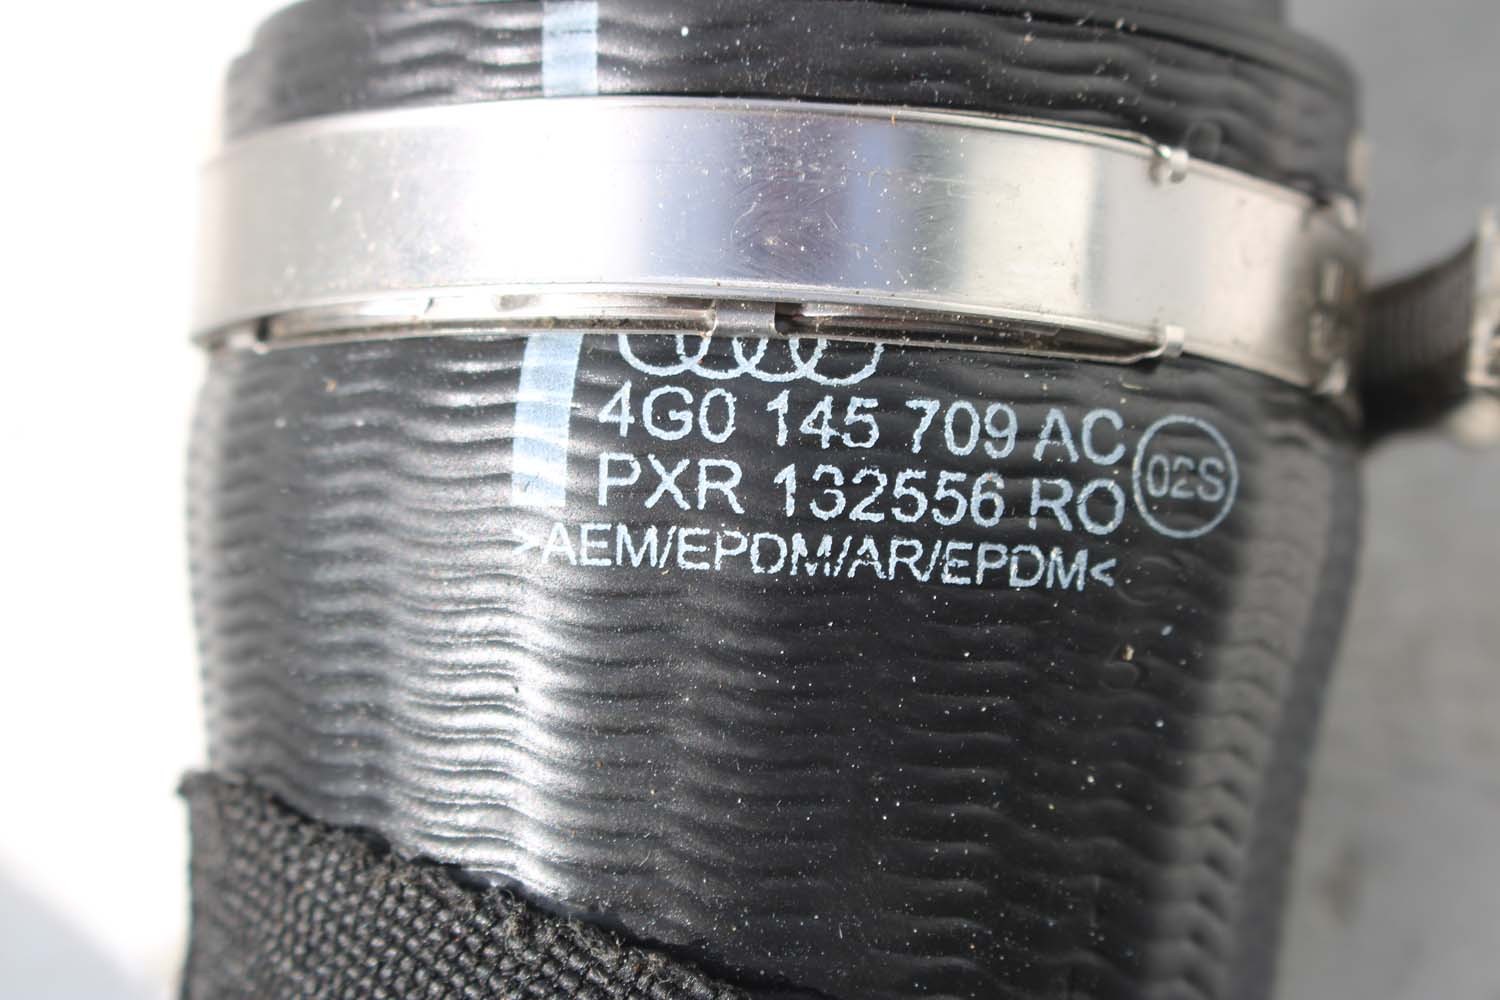 4G0 145 709 AC
PXR 132556 RO
02S
>AEM/EPDM/AR/EPDM<